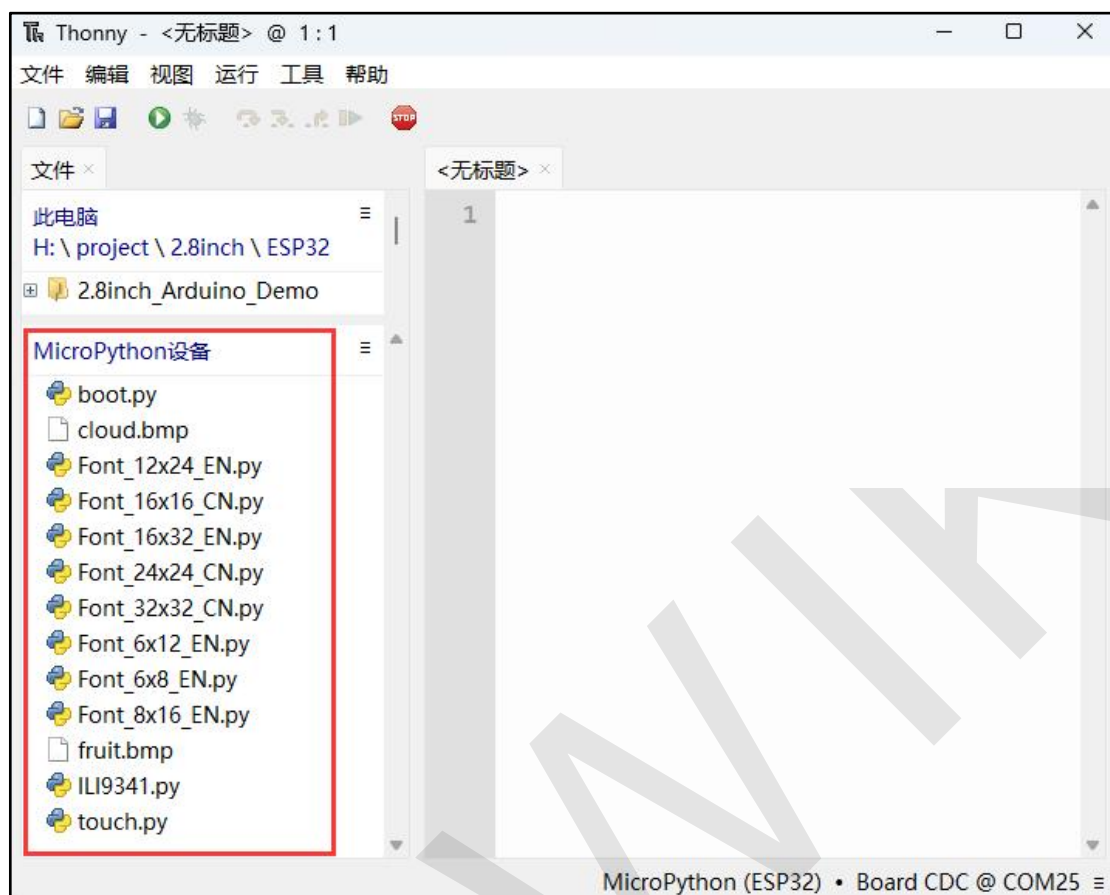 Thonny - <无标题> @ 1:1
文件 编辑 视图 运行 工具 帮助
STOP
文件 ×
<无标题> ×
此电脑
H: \ project \ 2.8inch \ ESP32
2.8inch_Arduino_Demo
MicroPython设备
boot.py
cloud.bmp
Font_12x24_EN.py
Font_16x16_CN.py
Font_16x32_EN.py
Font_24x24_CN.py
Font_32x32_CN.py
Font_6x12_EN.py
Font_6x8_EN.py
Font_8x16_EN.py
fruit.bmp
ILI9341.py
touch.py
1
MicroPython (ESP32) • Board CDC @ COM25